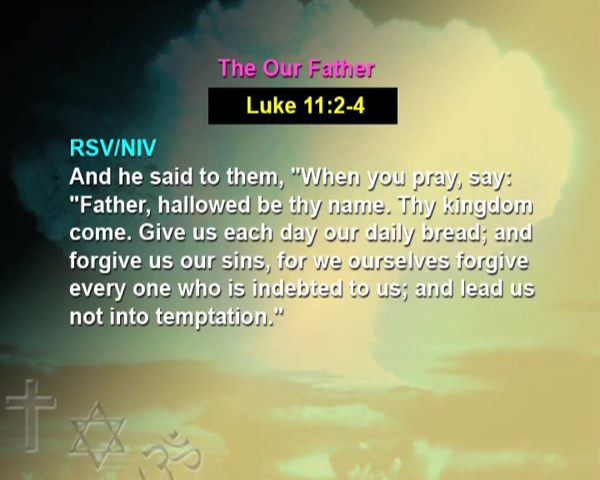 The Our Father
Luke 11:2-4
RSV/NIV
And he said to them, "When you pray, say:
"Father, hallowed be thy name. Thy kingdom
come. Give us each day our daily bread; and
forgive us our sins, for we ourselves forgive
every one who is indebted to us; and lead us
not into temptation."
ॐ